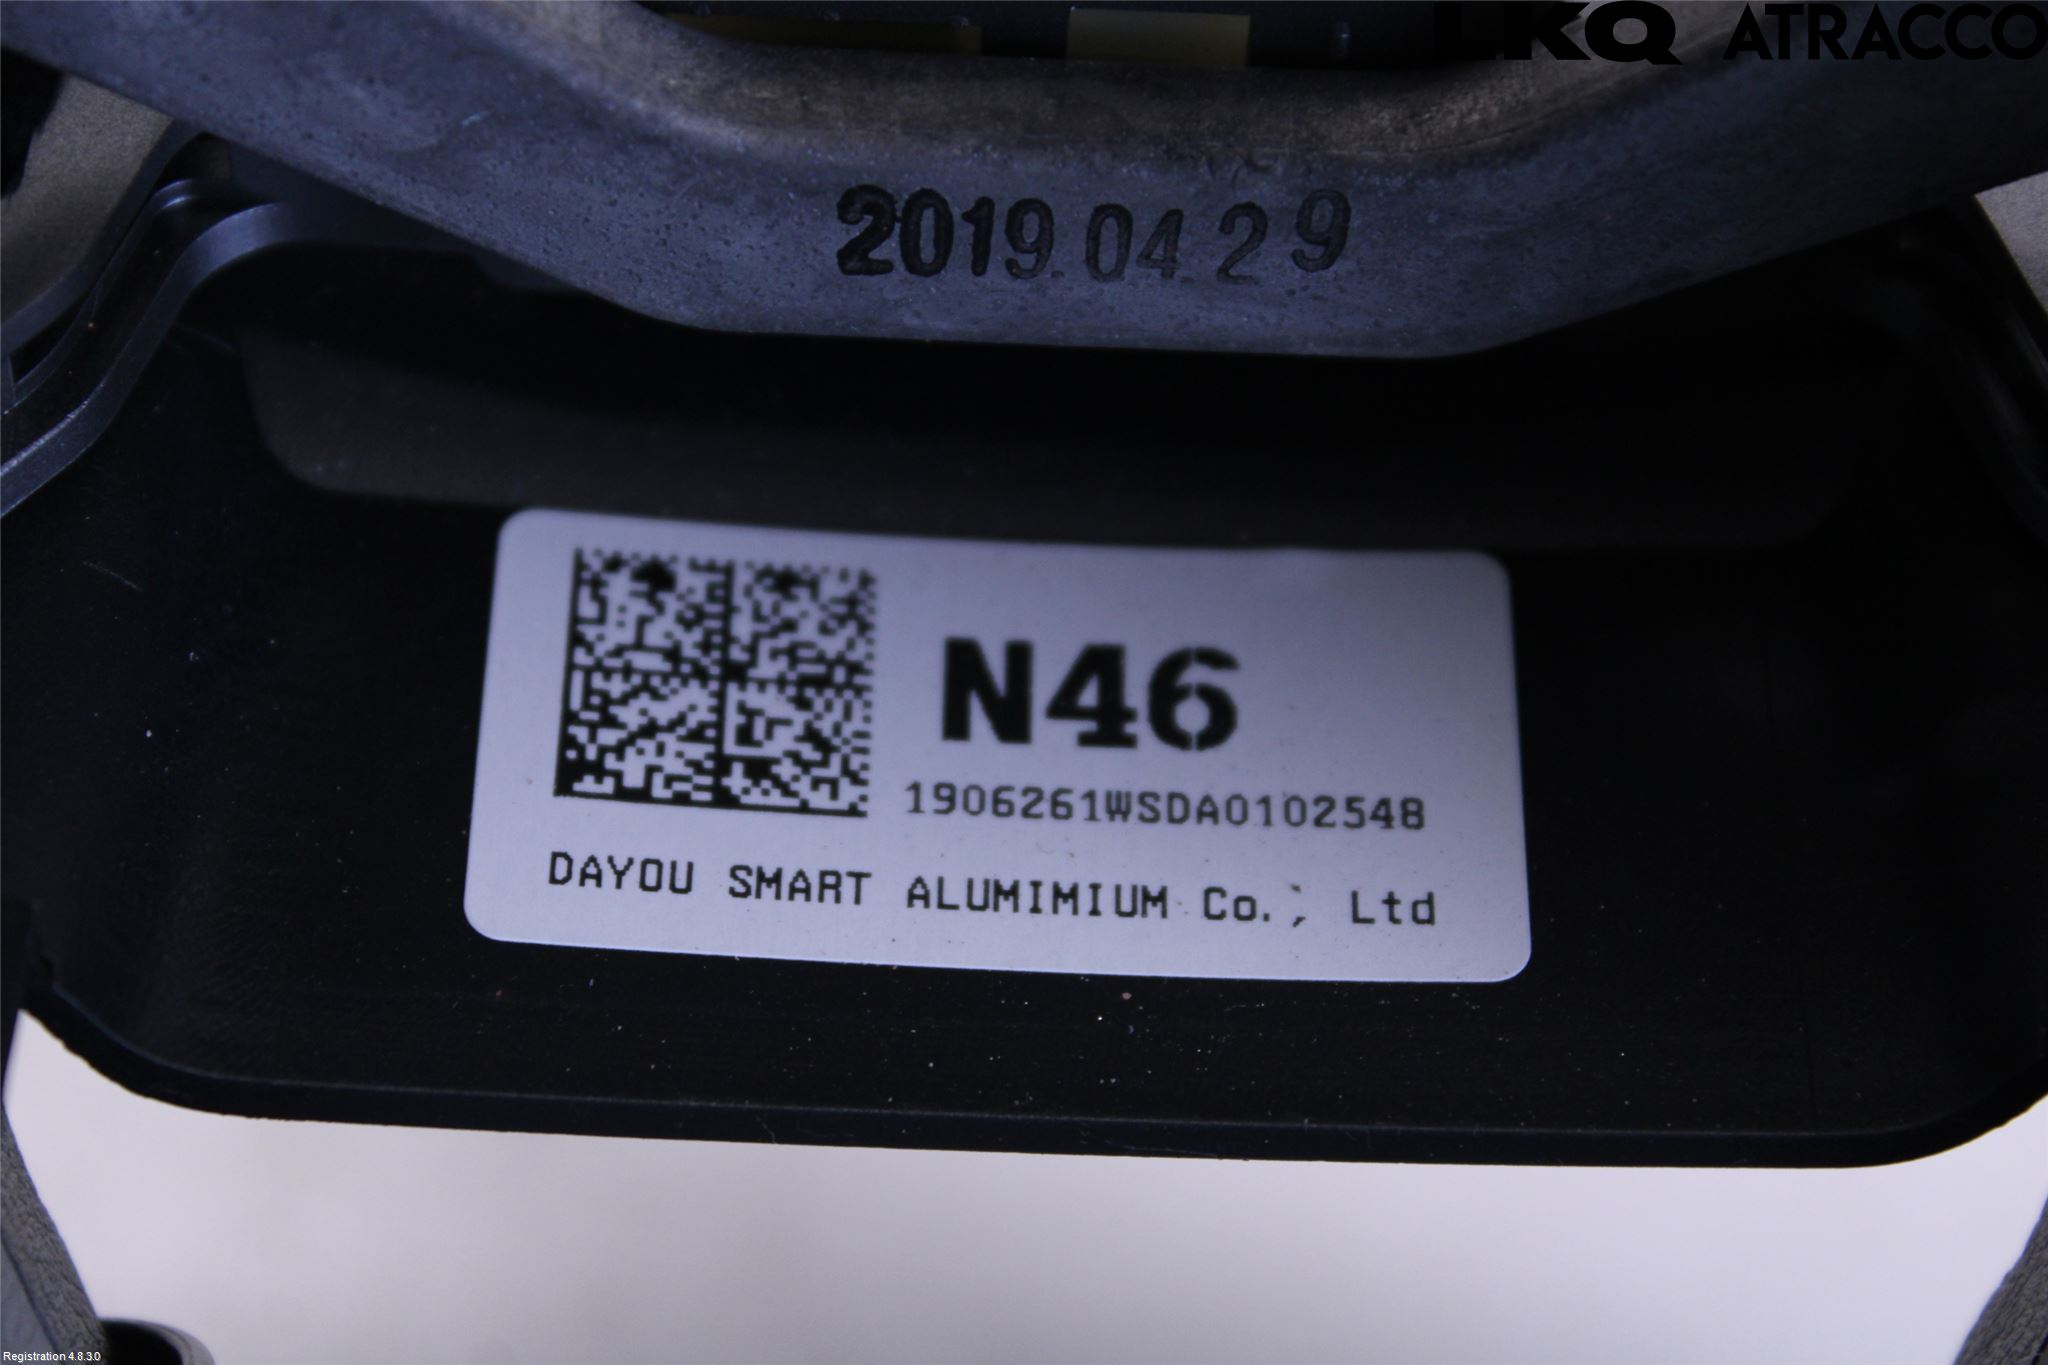 LKQ ATRACCO
2019 04 29
N46
1906261WSDA0102548
DAYOU SMART ALUMIMIUM Co., Ltd
Registration 4.8.3.0